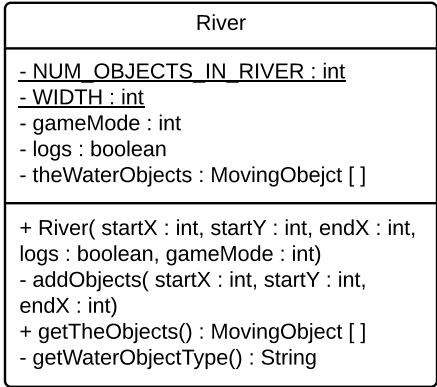 River
- NUM_OBJECTS_IN_RIVER : int
- WIDTH : int
- gameMode : int
- logs : boolean
- theWaterObjects : MovingObejct [ ]
+ River( startX : int, startY : int, endX : int,
logs : boolean, gameMode : int)
- addObjects( startX : int, startY : int,
endX : int)
+ getTheObjects() : MovingObject [ ]
- getWaterObjectType() : String